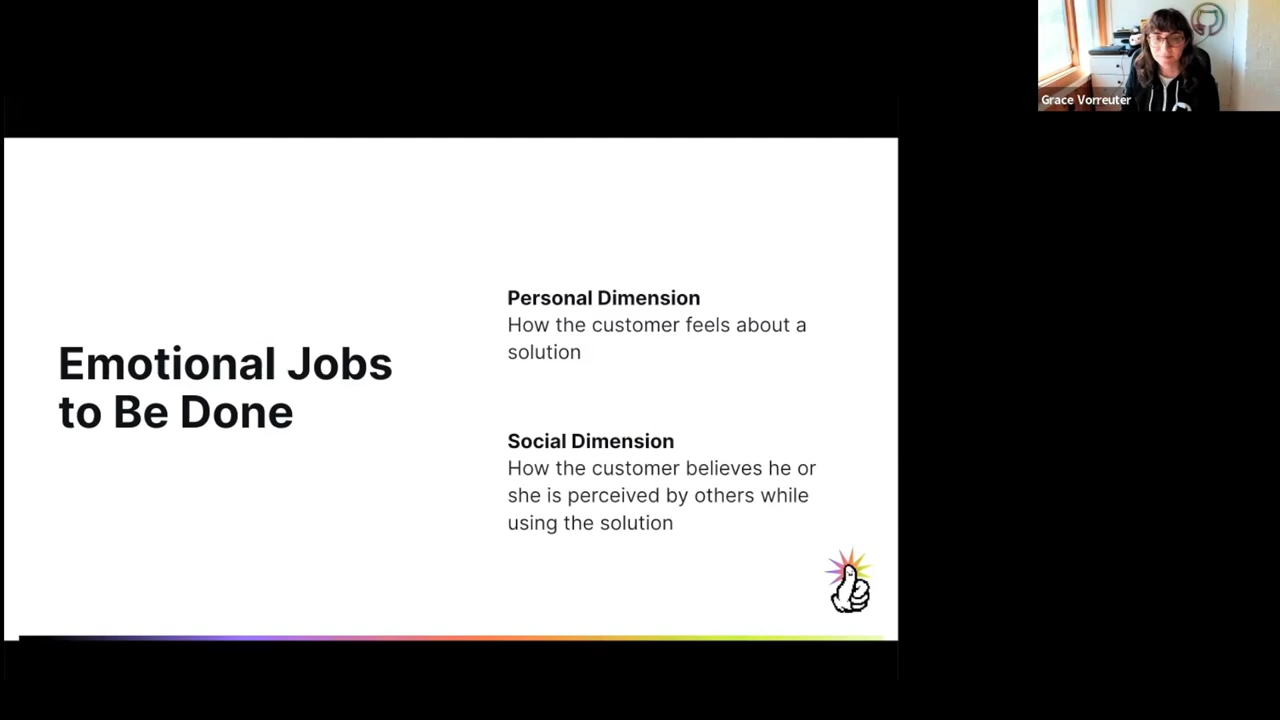 Grace Vorreuter
Emotional Jobs
to Be Done
Personal Dimension
How the customer feels about a
solution
Social Dimension
How the customer believes he or
she is perceived by others while
using the solution